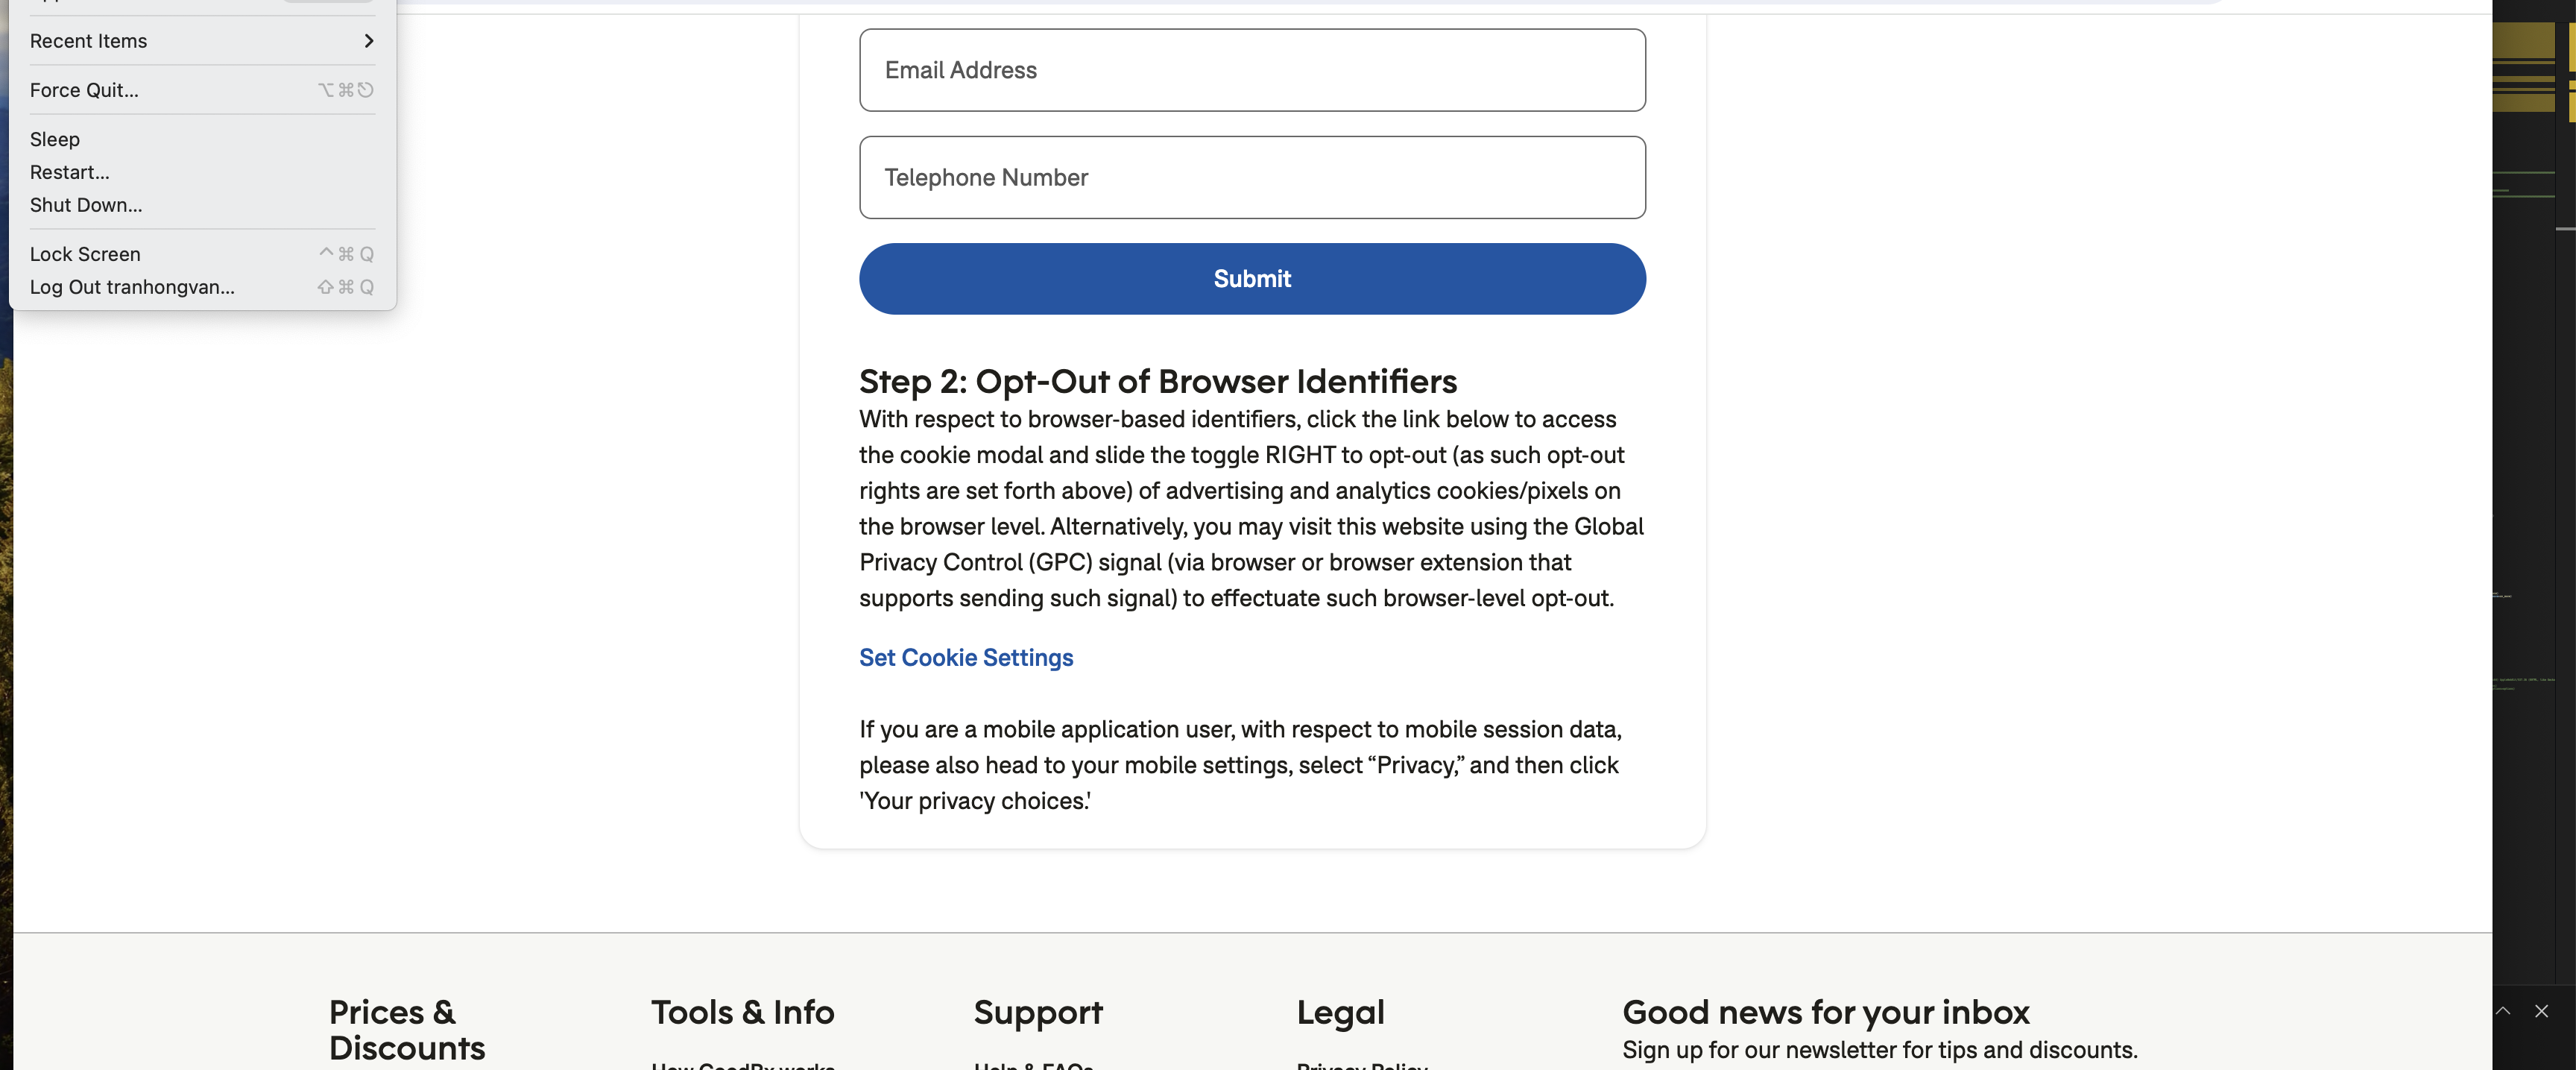 Recent Items
Force Quit... ⌥⌘
Sleep
Restart...
Shut Down...
Lock Screen ^⌘Q
Log Out tranhongvan... ⇧⌘Q
Email Address
Telephone Number
Submit
Step 2: Opt-Out of Browser Identifiers
With respect to browser-based identifiers, click the link below to access
the cookie modal and slide the toggle RIGHT to opt-out (as such opt-out
rights are set forth above) of advertising and analytics cookies/pixels on
the browser level. Alternatively, you may visit this website using the Global
Privacy Control (GPC) signal (via browser or browser extension that
supports sending such signal) to effectuate such browser-level opt-out.
Set Cookie Settings
If you are a mobile application user, with respect to mobile session data,
please also head to your mobile settings, select “Privacy,” and then click
'Your privacy choices.'
Prices &
Discounts
Tools & Info
How GoodRx works
Support
Help & FAQs
Legal
Privacy Policy
Good news for your inbox
Sign up for our newsletter for tips and discounts.